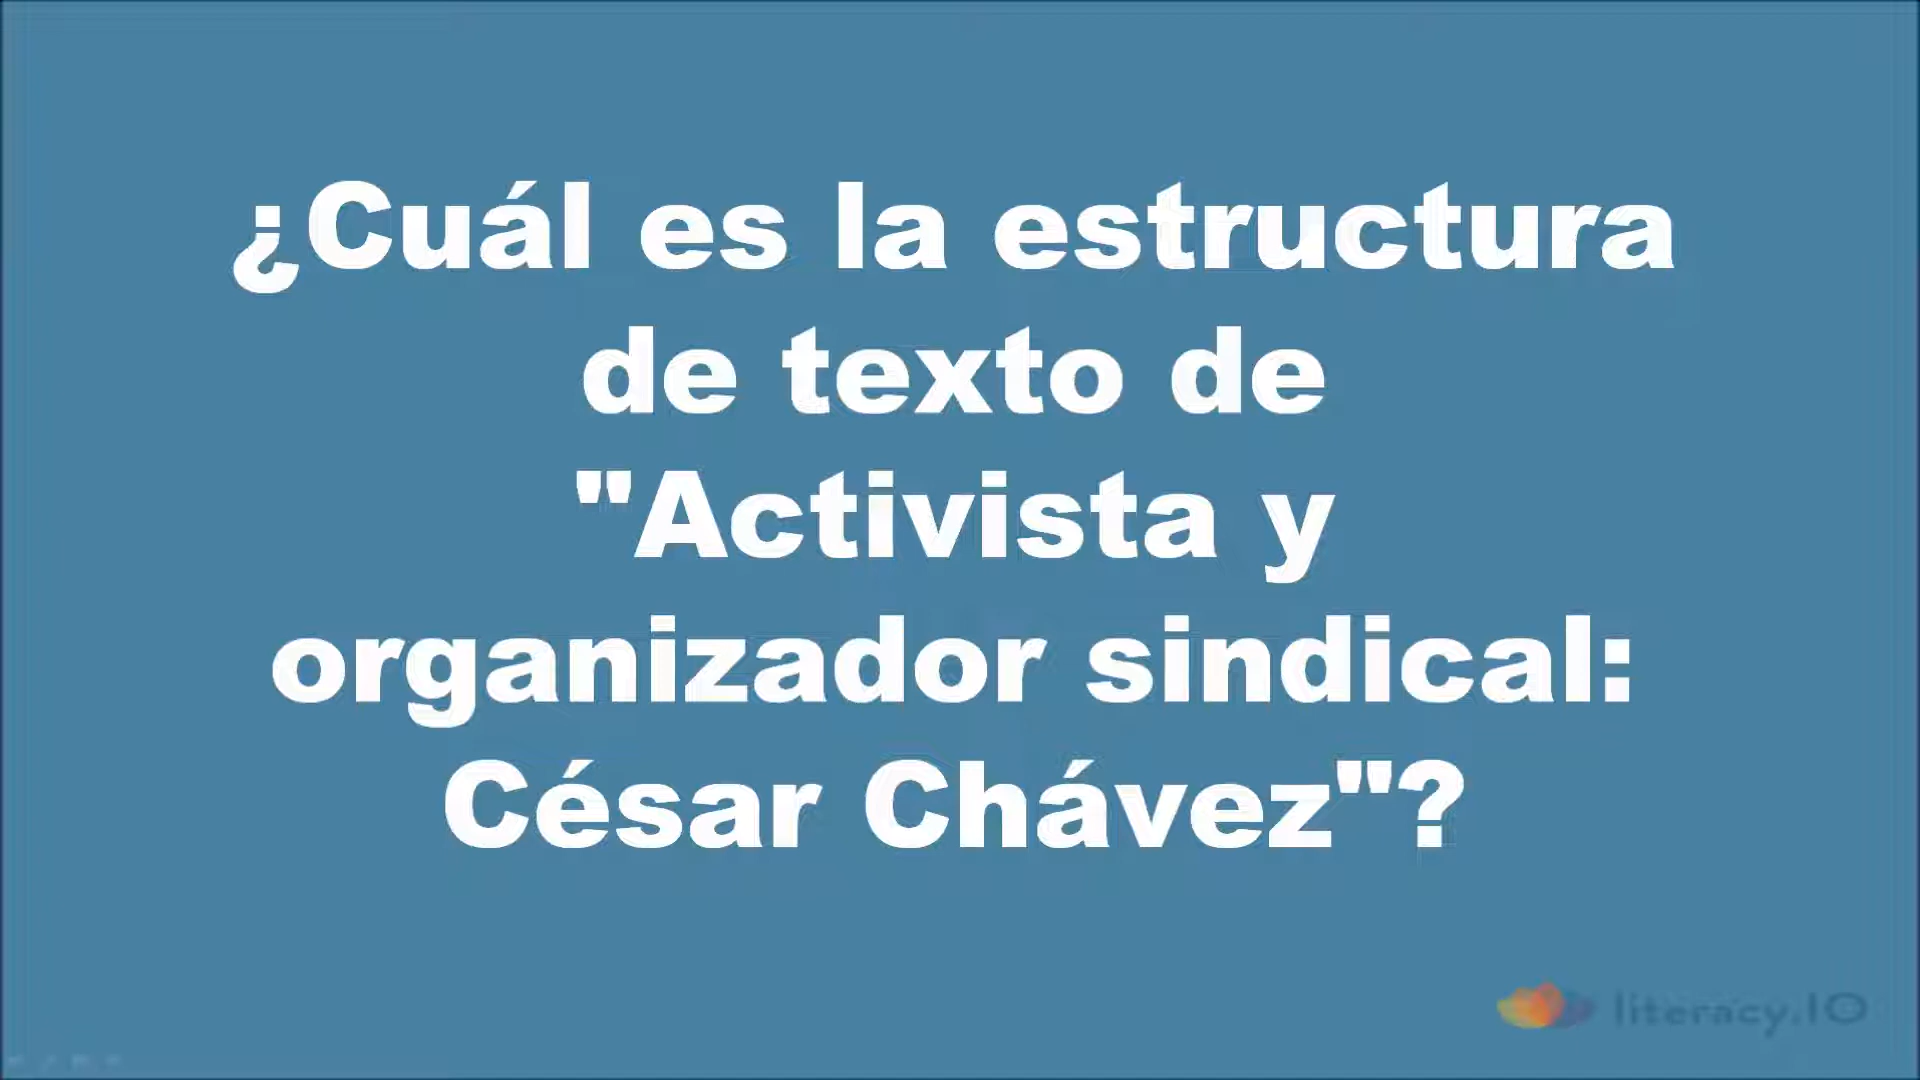 ¿Cuál es la estructura
de texto de
"Activista y
organizador sindical:
César Chávez"?
literacy.IO